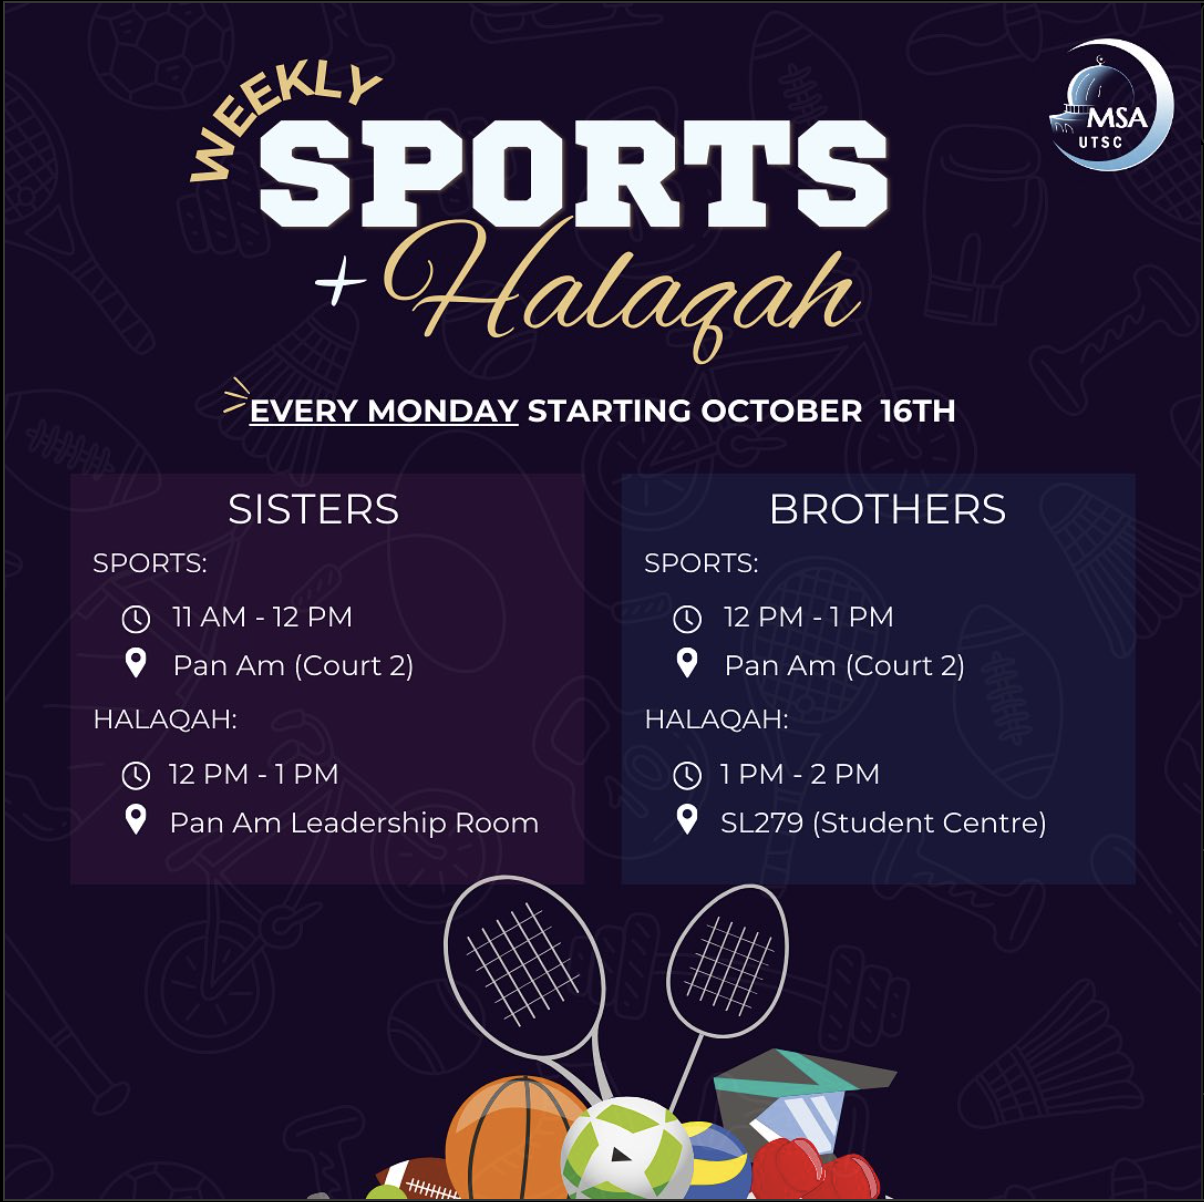 WEEKLY
SPORTS
+ Halaqah
MSA
UTSC
EVERY MONDAY STARTING OCTOBER 16TH
SISTERS
SPORTS:
11 AM - 12 PM
Pan Am (Court 2)
HALAQAH:
12 PM - 1 PM
Pan Am Leadership Room
BROTHERS
SPORTS:
12 PM - 1 PM
Pan Am (Court 2)
HALAQAH:
1 PM - 2 PM
SL279 (Student Centre)